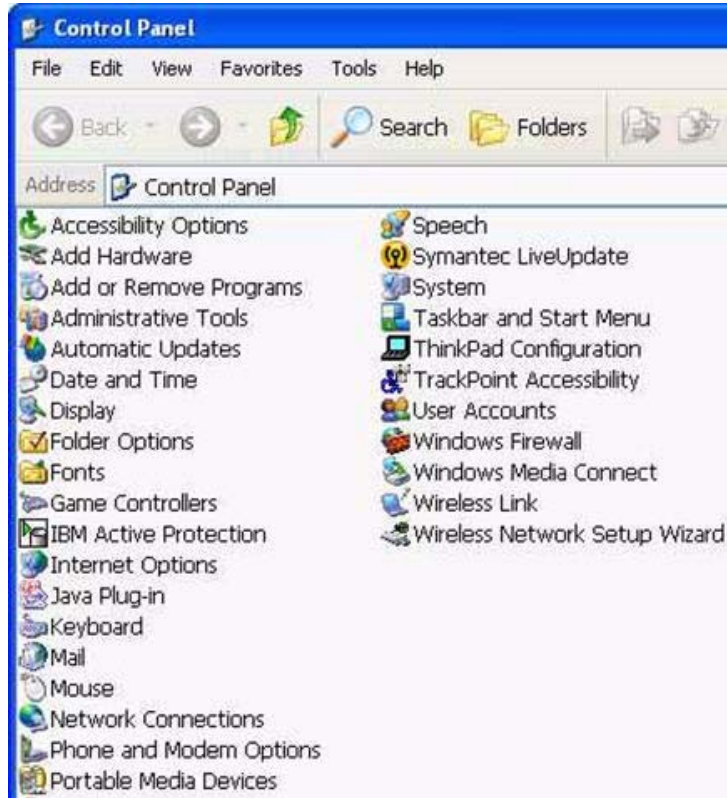 Control Panel
File Edit View Favorites Tools Help
Back Search Folders
Address Control Panel
Accessibility Options
Add Hardware
Add or Remove Programs
Administrative Tools
Automatic Updates
Date and Time
Display
Folder Options
Fonts
Game Controllers
IBM Active Protection
Internet Options
Java Plug-in
Keyboard
Mail
Mouse
Network Connections
Phone and Modem Options
Portable Media Devices
Speech
Symantec LiveUpdate
System
Taskbar and Start Menu
ThinkPad Configuration
TrackPoint Accessibility
User Accounts
Windows Firewall
Windows Media Connect
Wireless Link
Wireless Network Setup Wizard